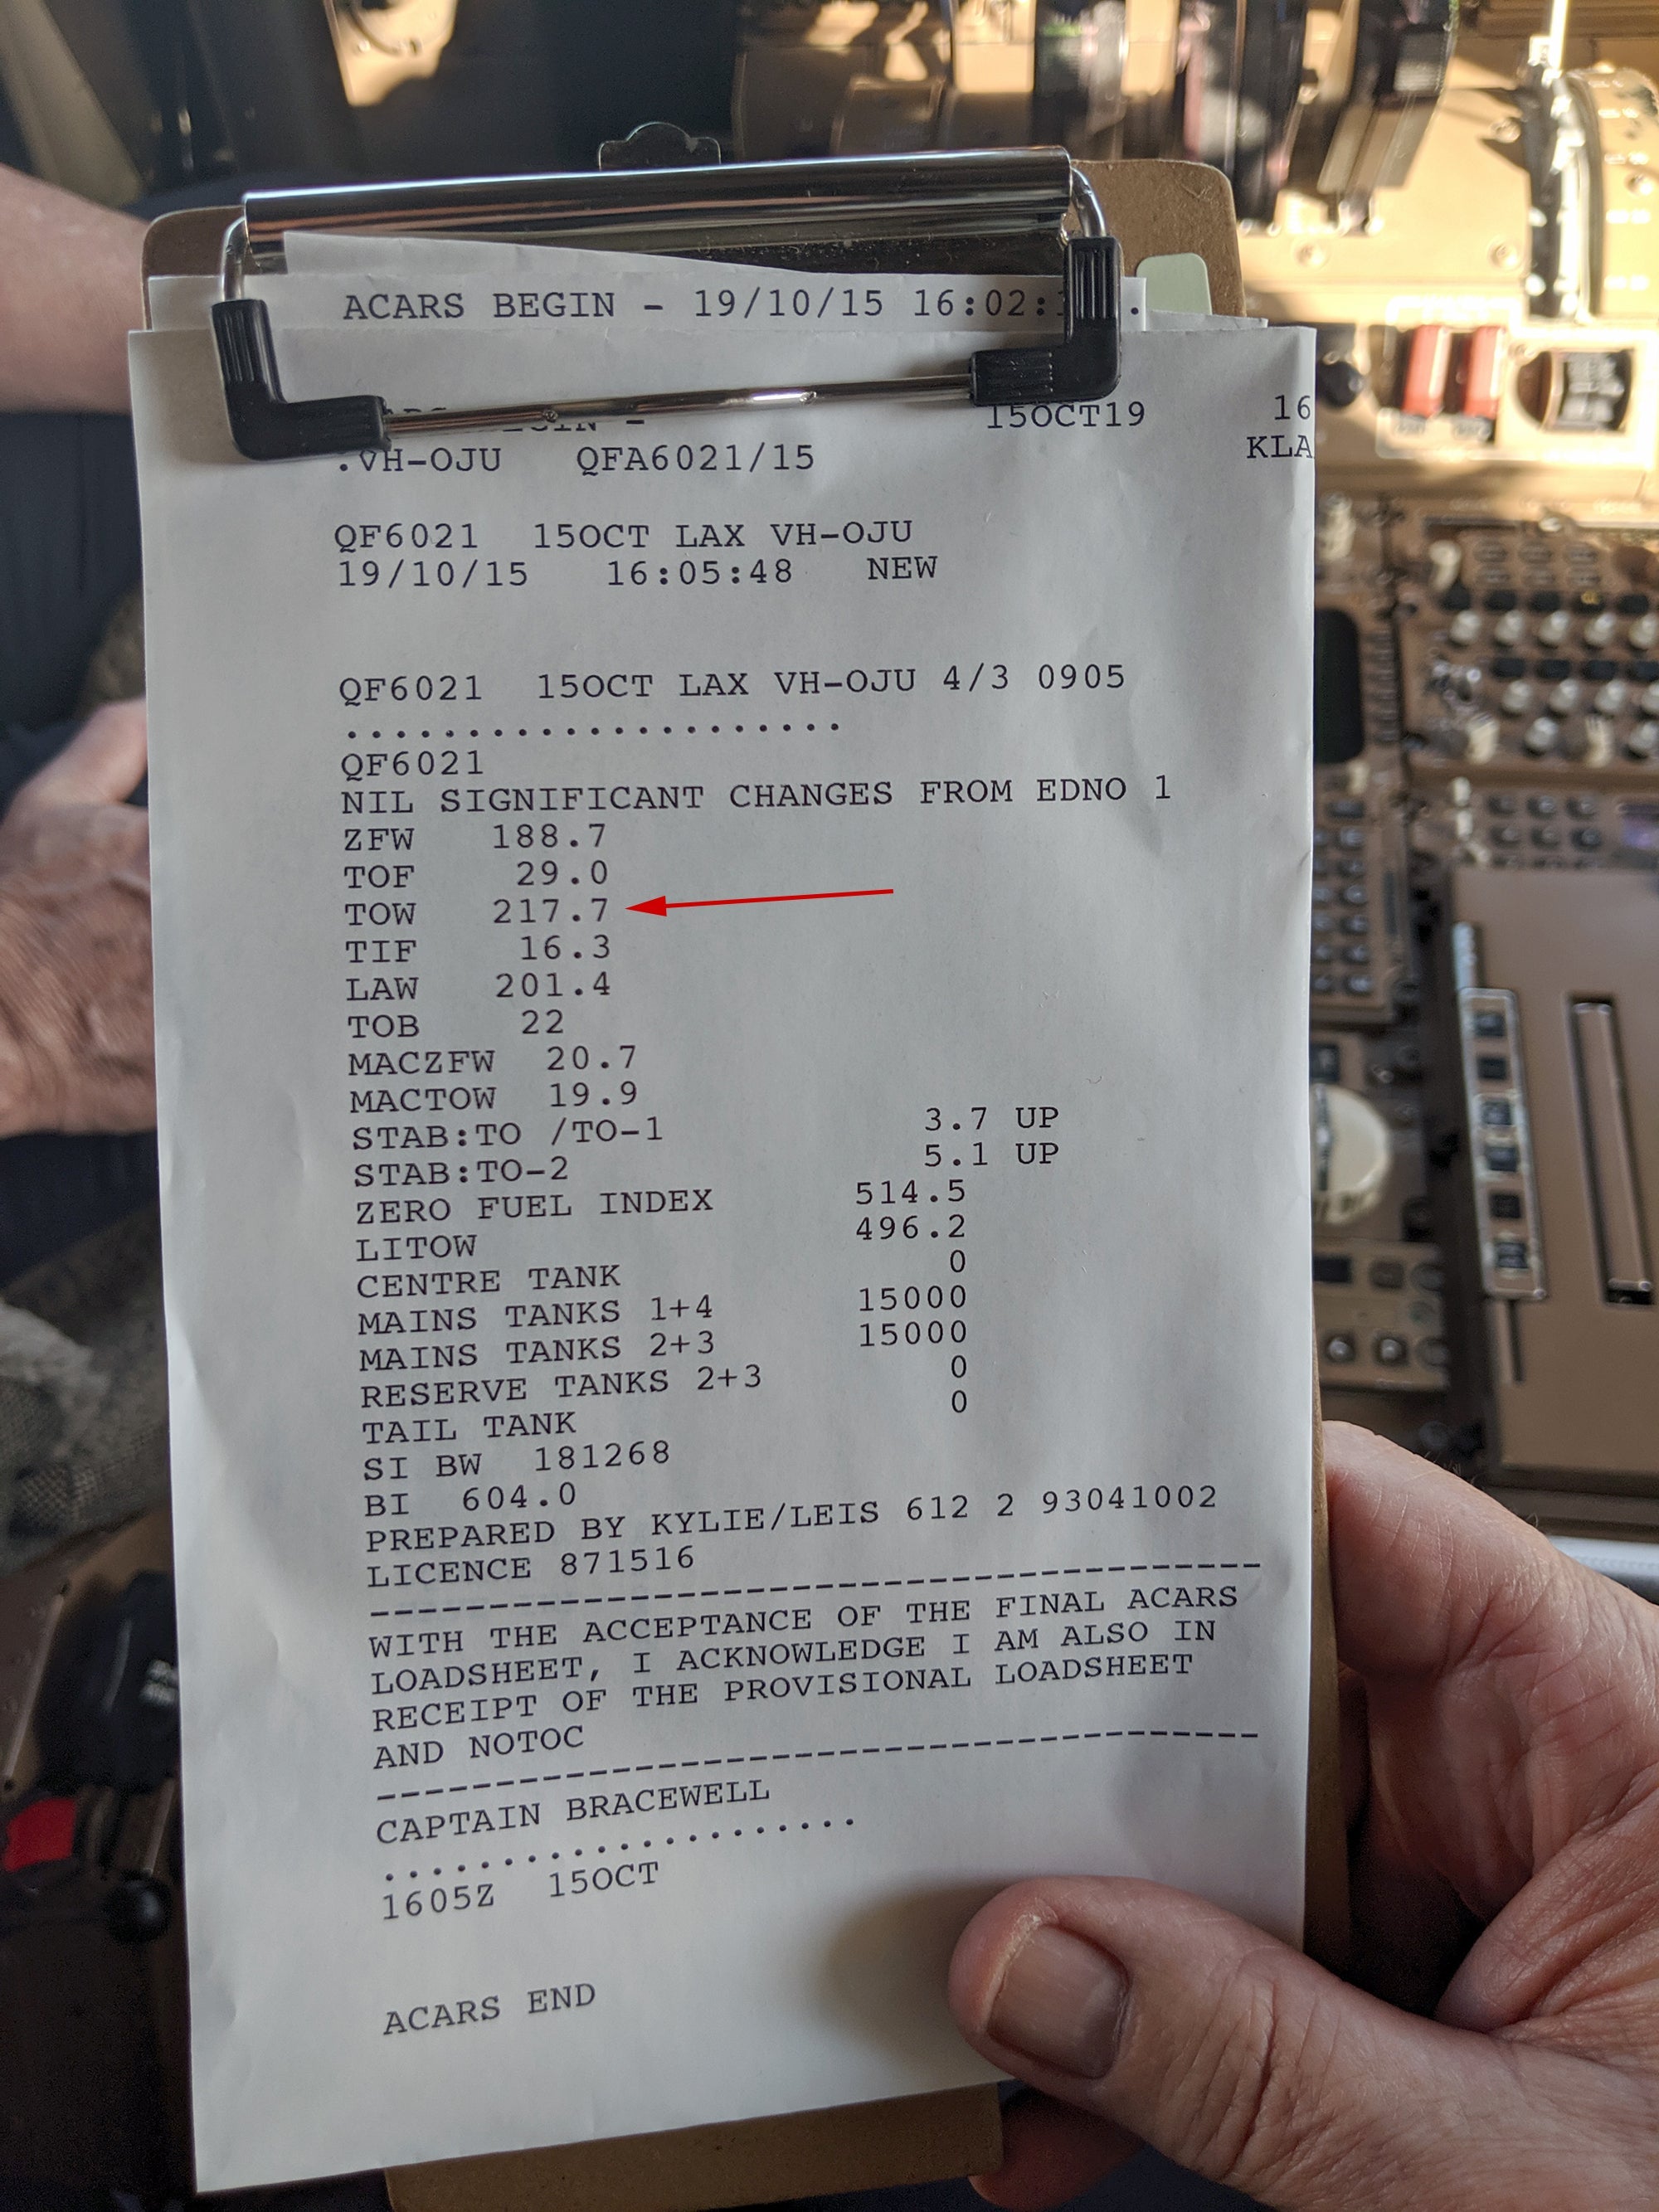 ACARS BEGIN - 19/10/15 16:02:
BEGIN - 15OCT19 16
.VH-OJU QFA6021/15 KLA
QF6021 15OCT LAX VH-OJU
19/10/15 16:05:48 NEW
QF6021 15OCT LAX VH-OJU 4/3 0905
.....................
QF6021
NIL SIGNIFICANT CHANGES FROM EDNO 1
ZFW 188.7
TOF 29.0
TOW 217.7
TIF 16.3
LAW 201.4
TOB 22
MACZFW 20.7
MACTOW 19.9
STAB:TO /TO-1 3.7 UP
STAB:TO-2 5.1 UP
ZERO FUEL INDEX 514.5
LITOW 496.2
CENTRE TANK 0
MAINS TANKS 1+4 15000
MAINS TANKS 2+3 15000
RESERVE TANKS 2+3 0
TAIL TANK 0
SI BW 181268
BI 604.0
PREPARED BY KYLIE/LEIS 612 2 93041002
LICENCE 871516
--------------------------------------
WITH THE ACCEPTANCE OF THE FINAL ACARS
LOADSHEET, I ACKNOWLEDGE I AM ALSO IN
RECEIPT OF THE PROVISIONAL LOADSHEET
AND NOTOC
--------------------------------------
CAPTAIN BRACEWELL
.....................
1605Z 15OCT
ACARS END